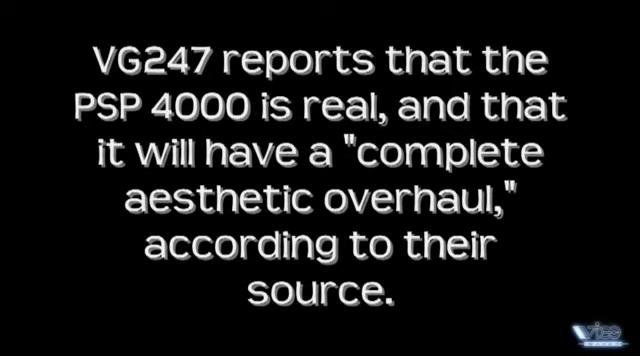 VG247 reports that the
PSP 4000 is real, and that
it will have a "complete
aesthetic overhaul,"
according to their
source.